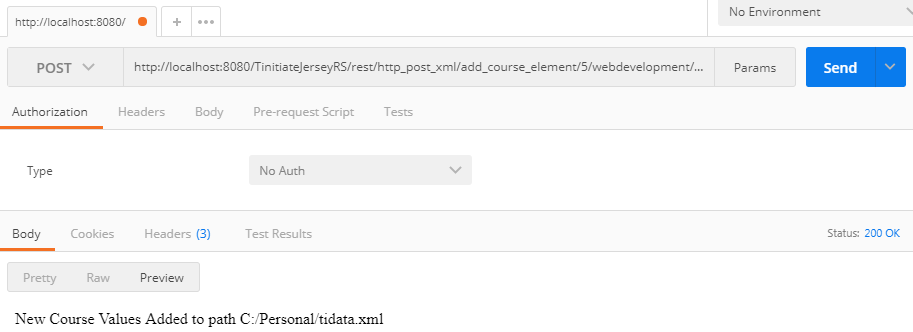 http://localhost:8080/
+
•••
No Environment
POST
http://localhost:8080/TinitiateJerseyRS/rest/http_post_xml/add_course_element/5/webdevelopment/...
Params
Send
Authorization
Headers
Body
Pre-request Script
Tests
Type
No Auth
Body
Cookies
Headers (3)
Test Results
Status: 200 OK
Pretty
Raw
Preview
New Course Values Added to path C:/Personal/tidata.xml